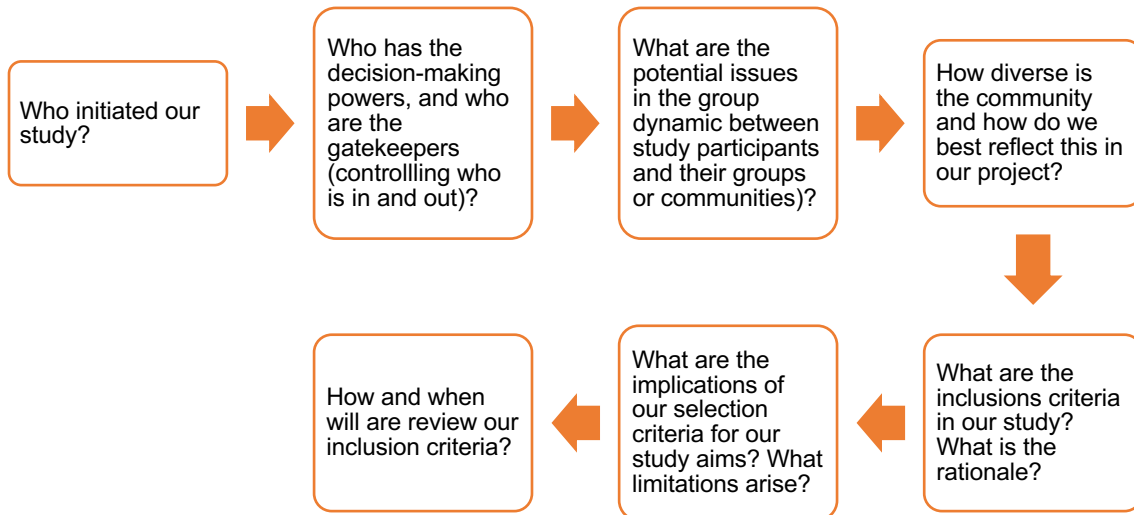 Who initiated our
study?
Who has the
decision-making
powers, and who
are the
gatekeepers
(controllling who
is in and out)?
What are the
potential issues
in the group
dynamic between
study participants
and their groups
or communities)?
How diverse is
the community
and how do we
best reflect this in
our project?
What are the
inclusions criteria
in our study?
What is the
rationale?
What are the
implications of
our selection
criteria for our
study aims? What
limitations arise?
How and when
will are review our
inclusion criteria?